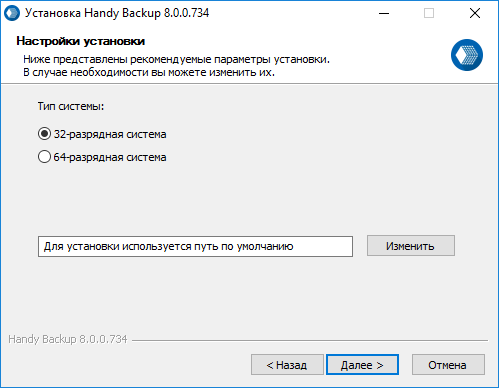 Установка Handy Backup 8.0.0.734
Настройки установки
Ниже представлены рекомендуемые параметры установки.
В случае необходимости вы можете изменить их.
Тип системы:
32-разрядная система
64-разрядная система
Для установки используется путь по умолчанию
Изменить
Handy Backup 8.0.0.734
< Назад
Далее >
Отмена